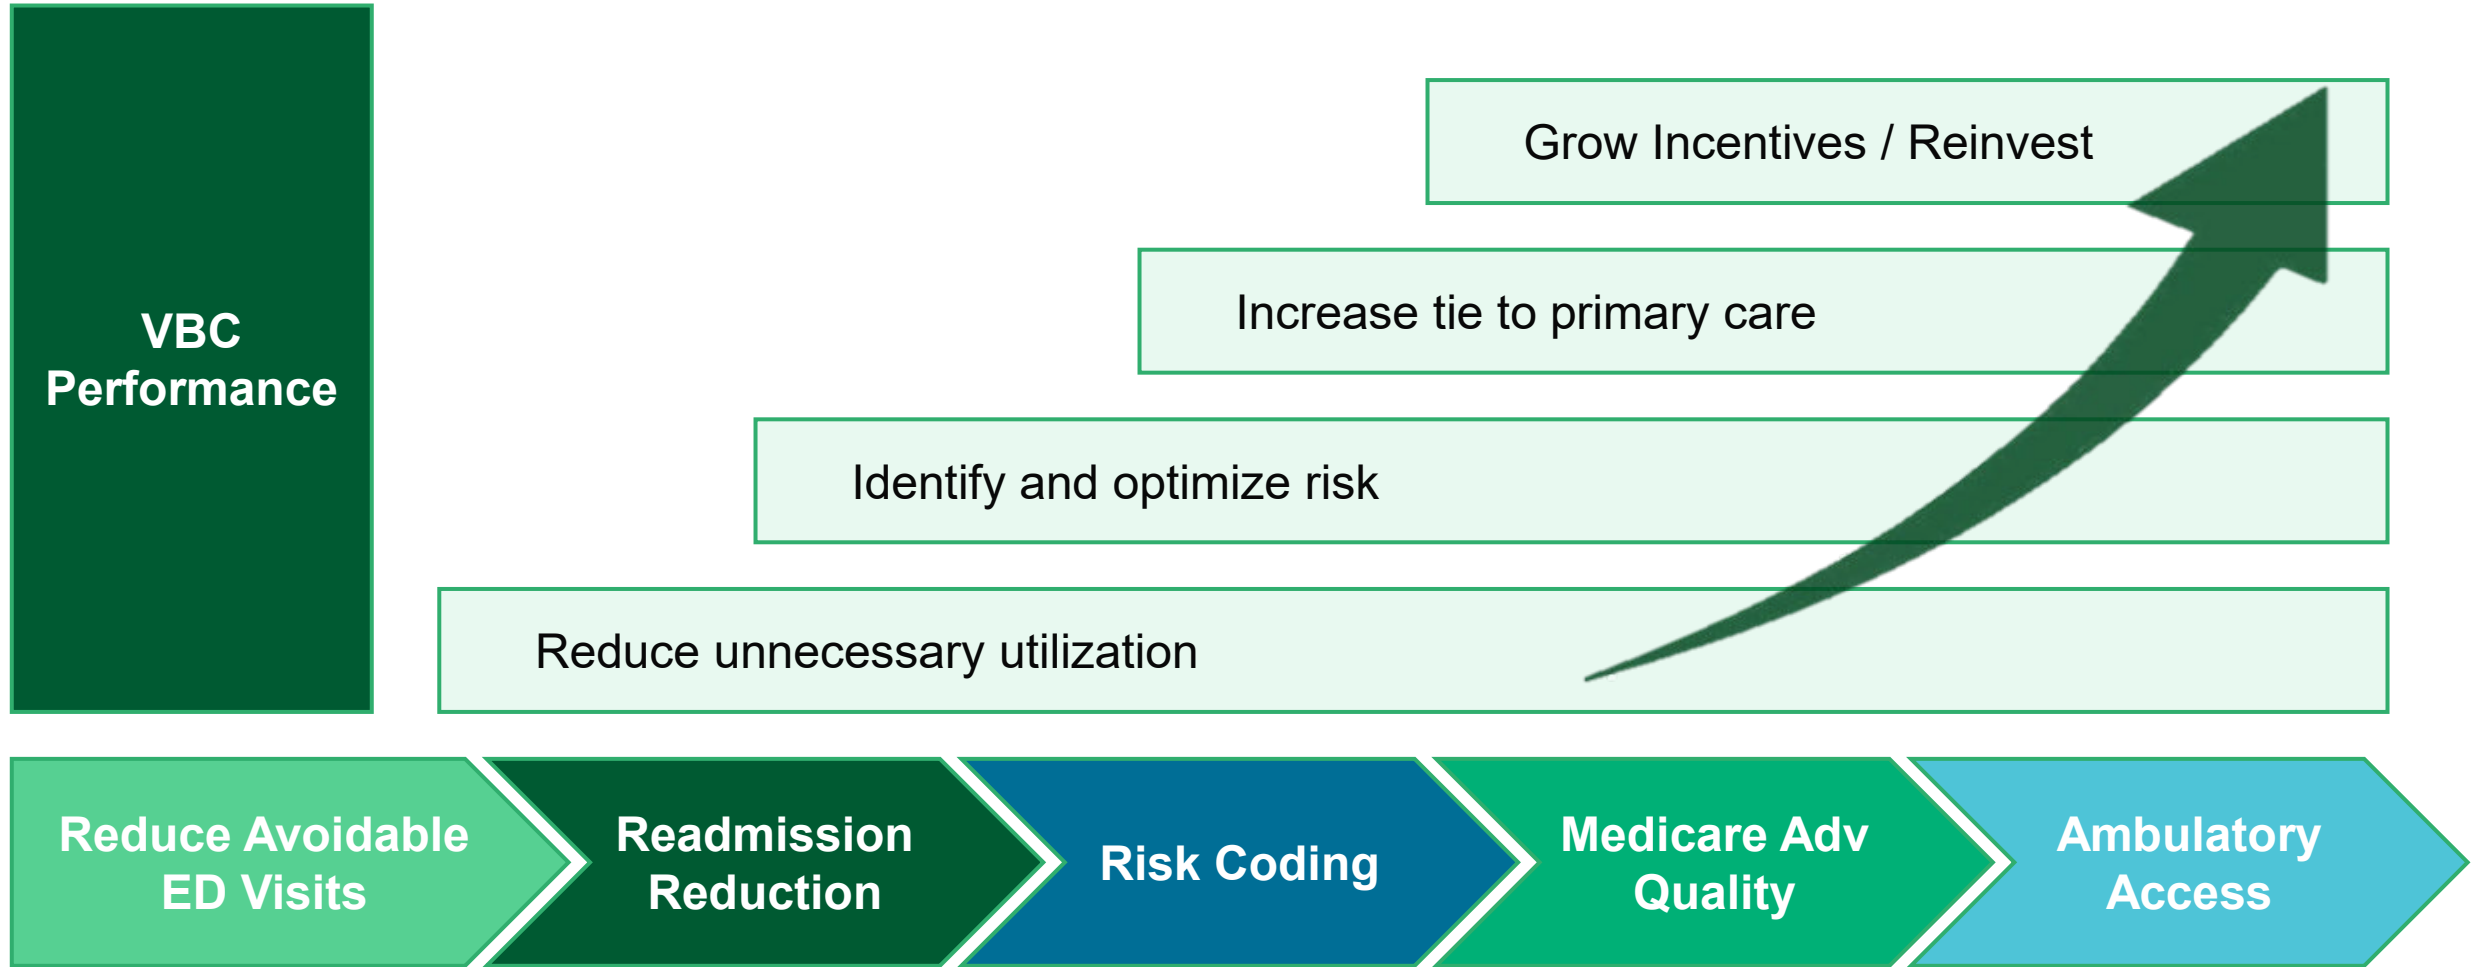 VBC
Performance
Grow Incentives / Reinvest
Increase tie to primary care
Identify and optimize risk
Reduce unnecessary utilization
Reduce Avoidable
ED Visits
Readmission
Reduction
Risk Coding
Medicare Adv
Quality
Ambulatory
Access